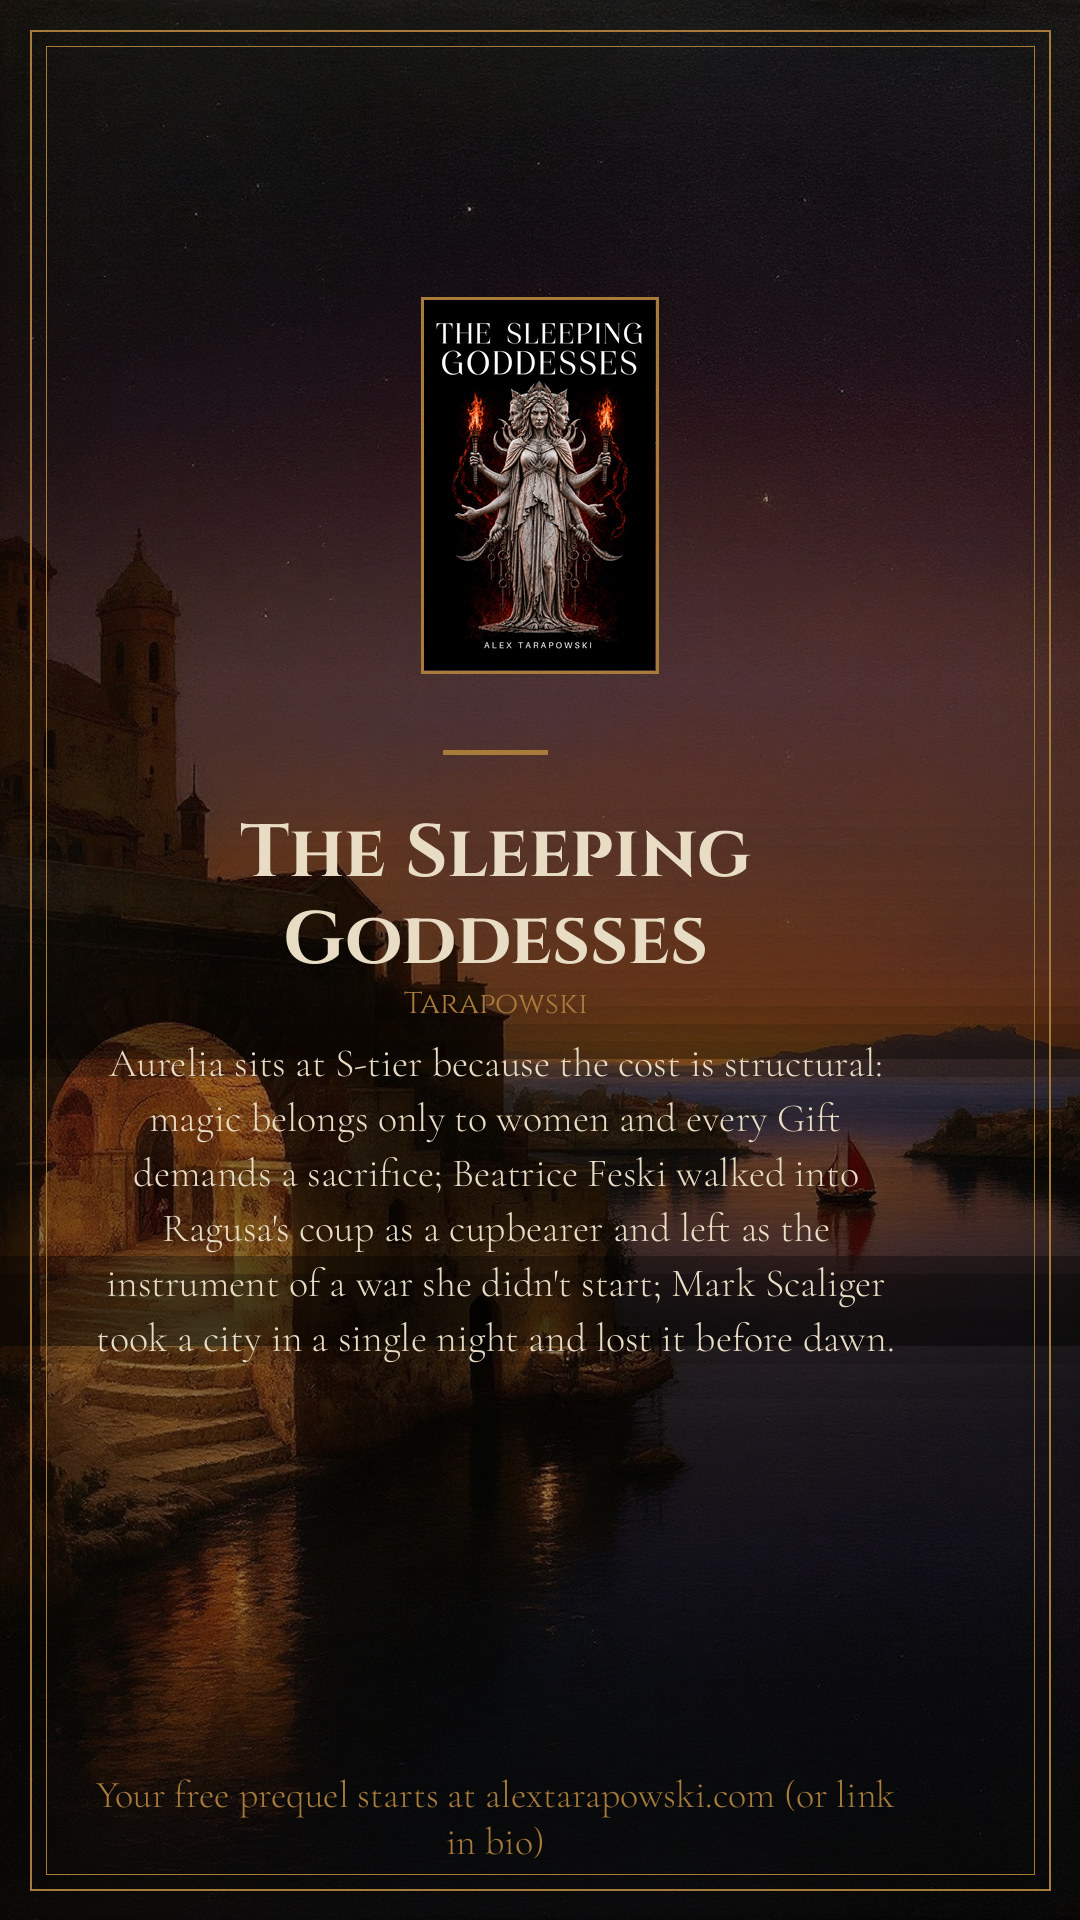 THE SLEEPING
GODDESSES
ALEX TARAPOWSKI
The Sleeping
Goddesses
Tarapowski
Aurelia sits at S-tier because the cost is structural:
magic belongs only to women and every Gift
demands a sacrifice; Beatrice Feski walked into
Ragusa's coup as a cupbearer and left as the
instrument of a war she didn't start; Mark Scaliger
took a city in a single night and lost it before dawn.
Your free prequel starts at alextarapowski.com (or link
in bio)